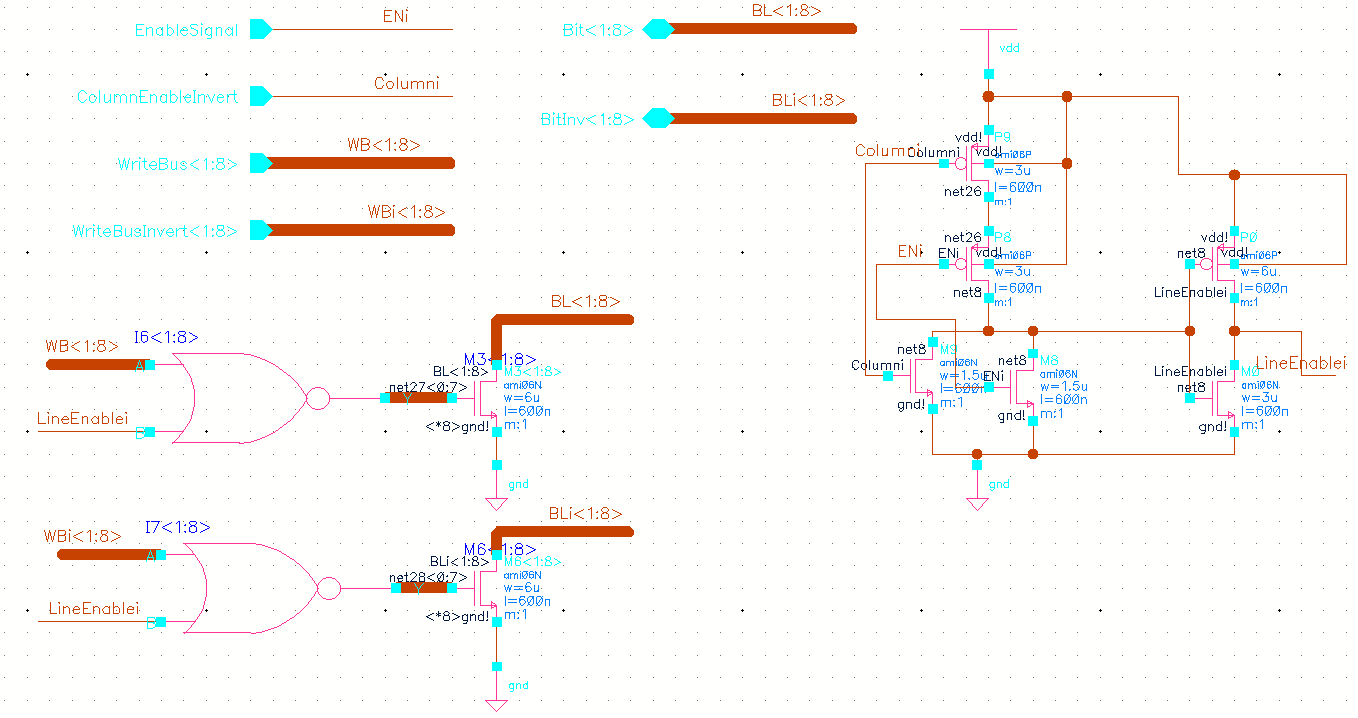 EnableSignal
ENi
ColumnEnableInvert
Columni
WriteBus<1:8>
WB<1:8>
WriteBusInvert<1:8>
WBi<1:8>
Bit<1:8>
BL<1:8>
BitInv<1:8>
BLi<1:8>
I6<1:8>
WB<1:8>
A
LineEnablei
B
net27<0:7>
Y
BL<1:8>
M3<1:8>
BL<1:8>
M3<1:8>
ami06N
w=6u
l=600n
m:1
<*8>gnd!
gnd
I7<1:8>
WBi<1:8>
A
LineEnablei
B
net28<0:7>
Y
BLi<1:8>
M6<1:8>
BLi<1:8>
M6<1:8>
ami06N
w=6u
l=600n
m:1
<*8>gnd!
gnd
vdd
Columni
Columni
vdd!
P9
vdd!
ami06P
w=3u
l=600n
m:1
net26
ENi
ENi
net26
P8
vdd!
ami06P
w=3u
l=600n
m:1
net8
net8
Columni
M9
ami06N
w=1.5u
l=600n
m:1
gnd!
net8
ENi
M8
ami06N
w=1.5u
l=600n
m:1
gnd!
gnd
vdd!
P0
net8
vdd!
ami06P
w=6u
l=600n
m:1
LineEnablei
LineEnablei
LineEnablei
net8
M0
ami06N
w=3u
l=600n
m:1
gnd!